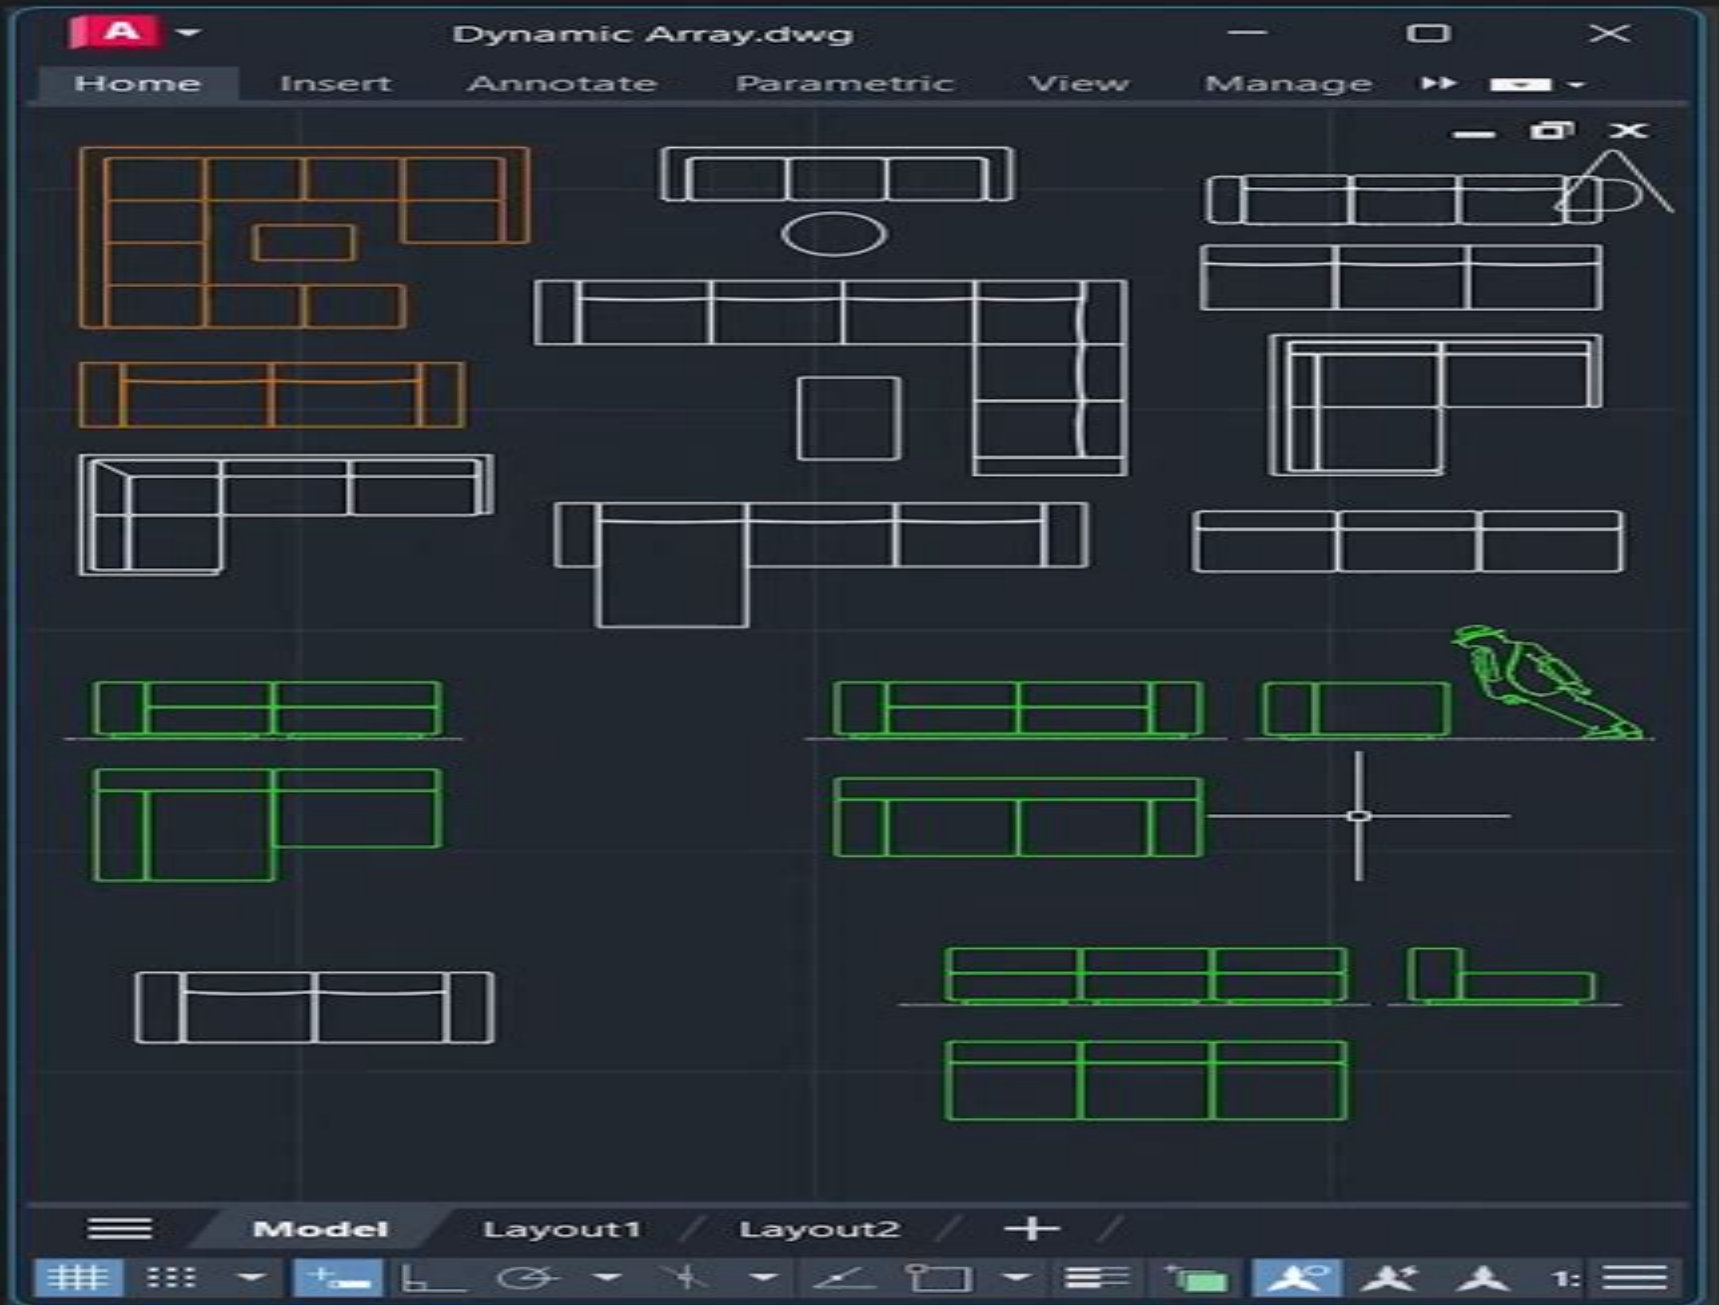 A
Dynamic Array.dwg
Home Insert Annotate Parametric View Manage
Model Layout1 Layout2
1: